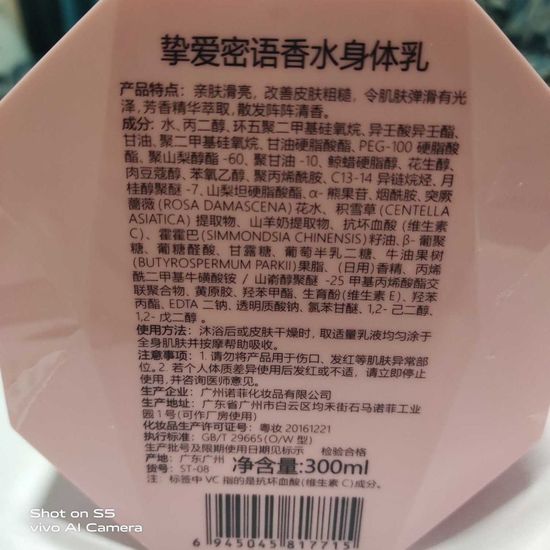 挚爱密语香水身体乳
产品特点：亲肤滑亮，改善皮肤粗糙，令肌肤弹滑有光
泽，芳香精华萃取，散发阵阵清香。
成分：水、丙二醇、环五聚二甲基硅氧烷、异壬酸异壬酯、
甘油、聚二甲基硅氧烷、甘油硬脂酸酯、PEG-100 硬脂酸
酯、聚山梨醇酯 -60、聚甘油 -10、鲸蜡硬脂醇、花生醇、
肉豆蔻醇、苯氧乙醇、聚丙烯酰胺、C13-14 异链烷烃、月
桂醇聚醚 -7、山梨坦硬脂酸酯、α- 熊果苷、烟酰胺、突厥
蔷薇 (ROSA DAMASCENA) 花水、积雪草 (CENTELLA
ASIATICA) 提取物、山羊奶提取物、抗坏血酸 (维生素
C)、霍霍巴(SIMMONDSIA CHINENSIS) 籽油、β- 葡聚
糖、葡糖醛酸、甘露糖、葡萄半乳二糖、牛油果树
(BUTYROSPERMUM PARKII) 果脂、(日用) 香精、丙烯
酰二甲基牛磺酸铵 / 山嵛醇聚醚 -25 甲基丙烯酸酯交
联聚合物、黄原胶、羟苯甲酯、生育酚 (维生素 E)、羟苯
丙酯、EDTA 二钠、透明质酸钠、氯苯甘醚、1,2- 己二醇、
1,2- 戊二醇。
使用方法：沐浴后或皮肤干燥时，取适量乳液均匀涂于
全身肌肤并按摩帮助吸收。
注意事项：1. 请勿将产品用于伤口、发红等肌肤异常部
位。2. 若个人体质差异使用后发红或不适，请立即停止
使用，并咨询医师意见。
生产企业：广州诺菲化妆品有限公司
生产地址：广东省广州市白云区均禾街石马诺菲工业
园 1 号 (可作厂房使用)
化妆品生产许可证号：粤妆 20161221
执行标准：GB/T 29665(O/W 型)
生产批号及限期使用日期见标示 检验合格
产地：广东广州
货号：ST-08 净含量:300ml
注：标签中 VC 指的是抗坏血酸(维生素 C)成分。
6 945045 817715
Shot on S5
vivo AI Camera